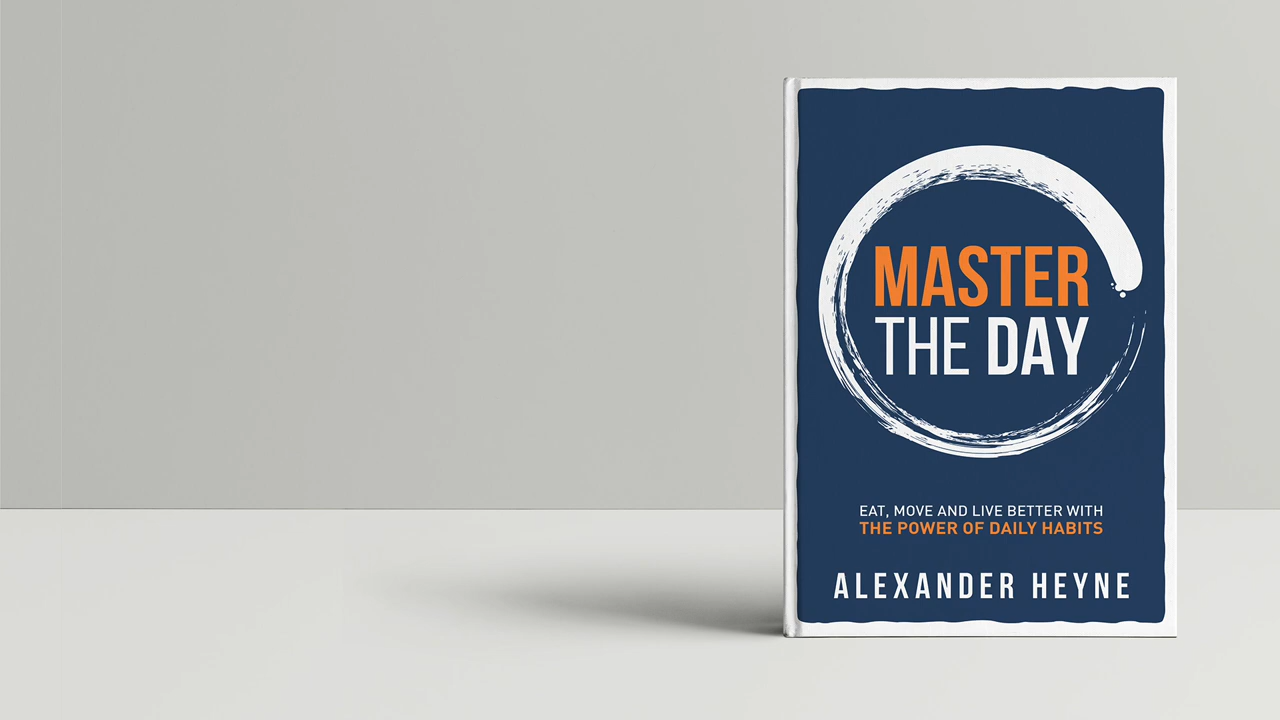 MASTER
THE DAY
EAT, MOVE AND LIVE BETTER WITH
THE POWER OF DAILY HABITS
ALEXANDER HEYNE